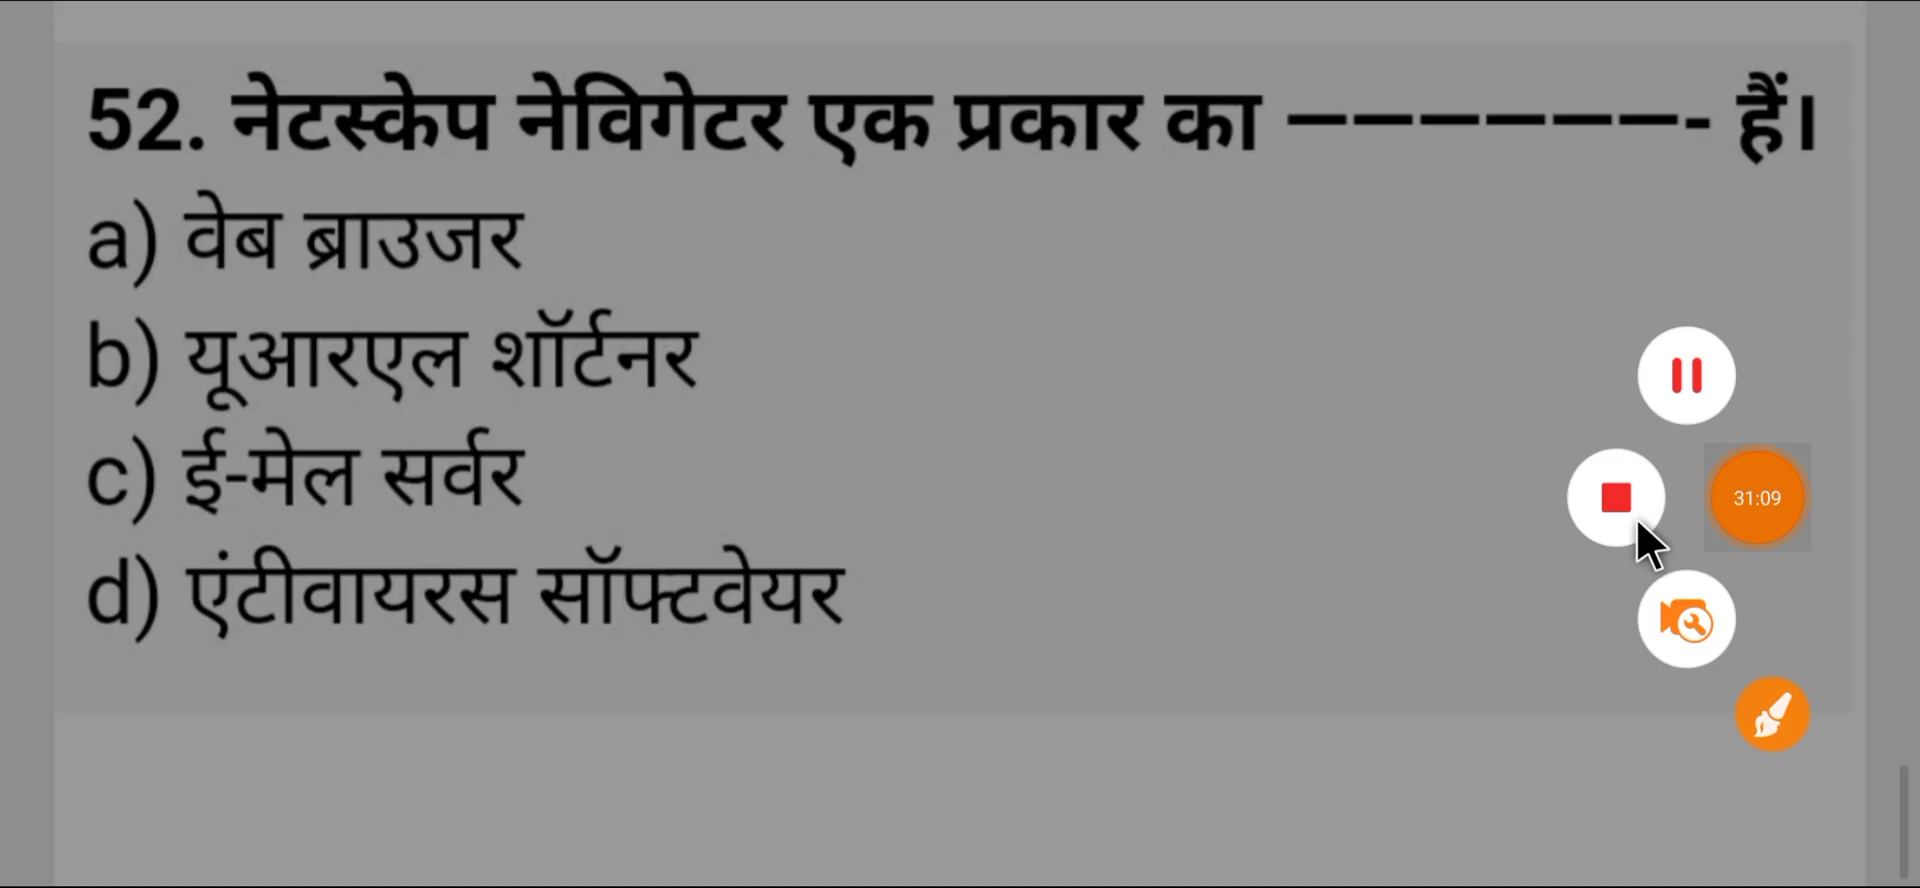 52. नेटस्केप नेविगेटर एक प्रकार का ——————- हैं।
a) वेब ब्राउजर
b) यूआरएल शॉर्टनर
c) ई-मेल सर्वर
31:09
d) एंटीवायरस सॉफ्टवेयर